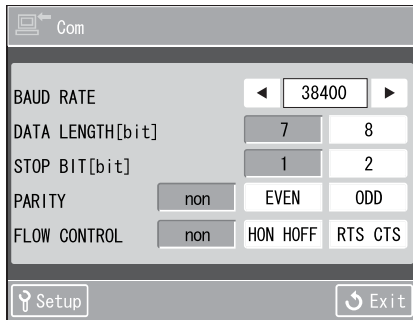 Com
BAUD RATE 38400
DATA LENGTH[bit] 7 8
STOP BIT[bit] 1 2
PARITY non EVEN ODD
FLOW CONTROL non HON HOFF RTS CTS
Setup Exit